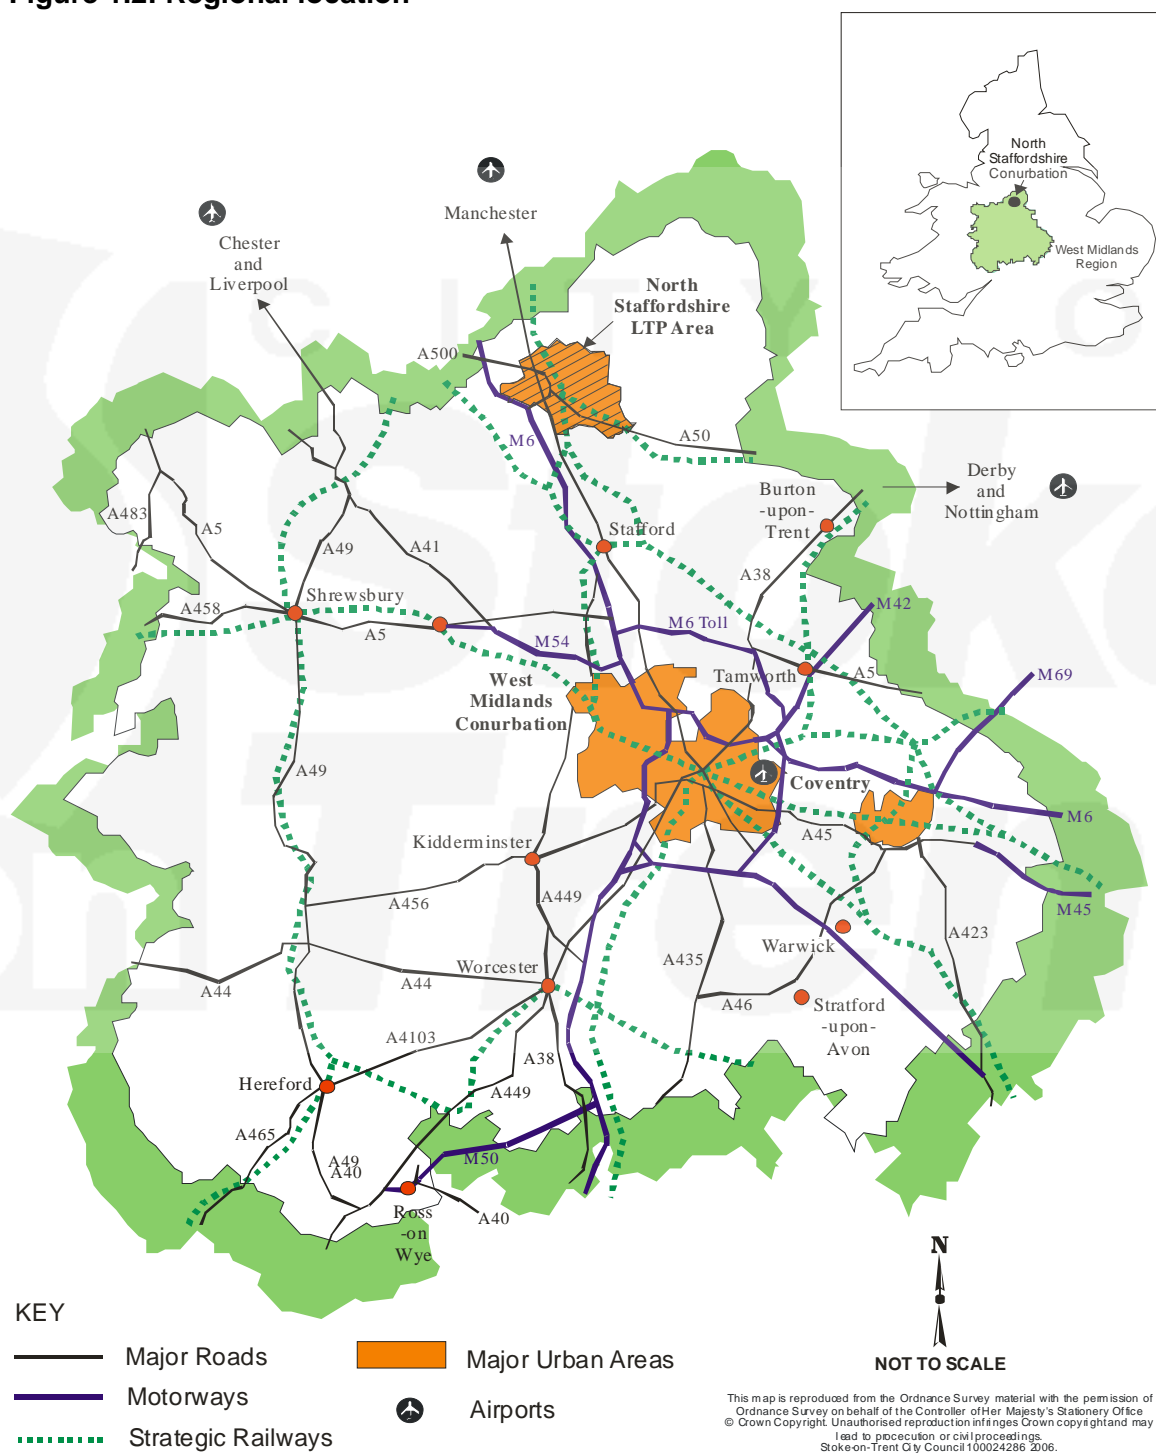 Figure 1.2: Regional location
North
Staffordshire
Conurbation
West Midlands
Region
Manchester
Chester
and
Liverpool
North
Staffordshire
LTP Area
A500
M6
A50
Derby
and
Nottingham
Burton
-upon-
Trent
A483
A5
A49
A41
Stafford
A38
Shrewsbury
A458
A5
M54
M6 Toll
M42
Tamworth
A5
M69
West
Midlands
Conurbation
A49
Coventry
A45
M6
Kidderminster
A456
A449
M45
A423
Warwick
A435
Worcester
A44
A44
A46
Stratford
-upon-
Avon
A4103
A38
Hereford
A449
A465
A49
A40
M50
Ross
-on
Wye
A40
N
NOT TO SCALE
KEY
Major Roads
Motorways
Strategic Railways
Major Urban Areas
Airports
This map is reproduced from the Ordnance Survey material with the permission of
Ordnance Survey on behalf of the Controller of Her Majesty's Stationery Office
© Crown Copyright. Unauthorised reproduction infringes Crown copyright and may
lead to procecution or civil proceedings.
Stoke-on-Trent City Council 100024286 2006.